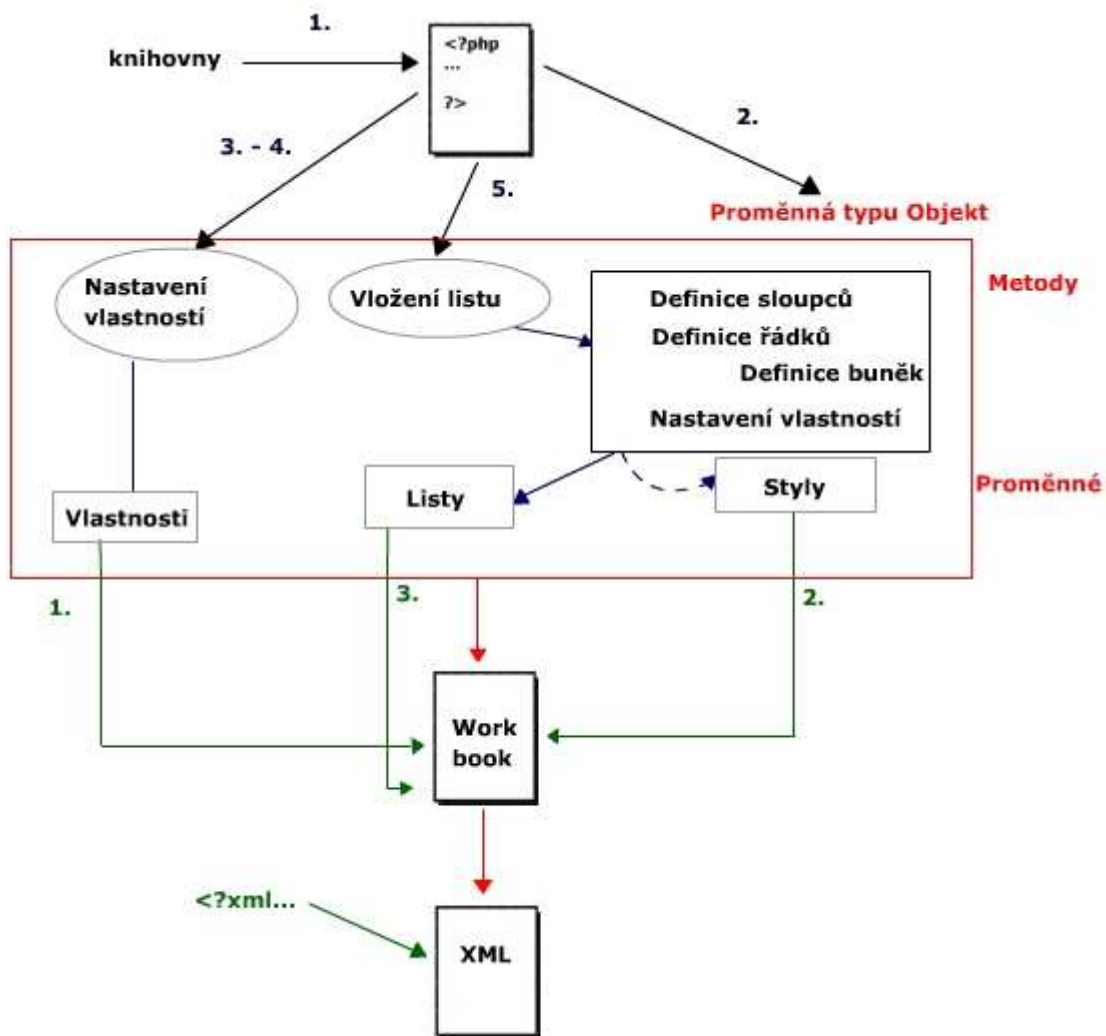 1.
knihovny
<?php
...
?>
2.
3. - 4.
5.
Proměnná typu Objekt
Metody
Nastavení
vlastností
Vložení listu
Definice sloupců
Definice řádků
Definice buněk
Nastavení vlastností
Proměnné
Vlastnosti
Listy
Styly
1.
3.
2.
Work
book
<?xml...
XML